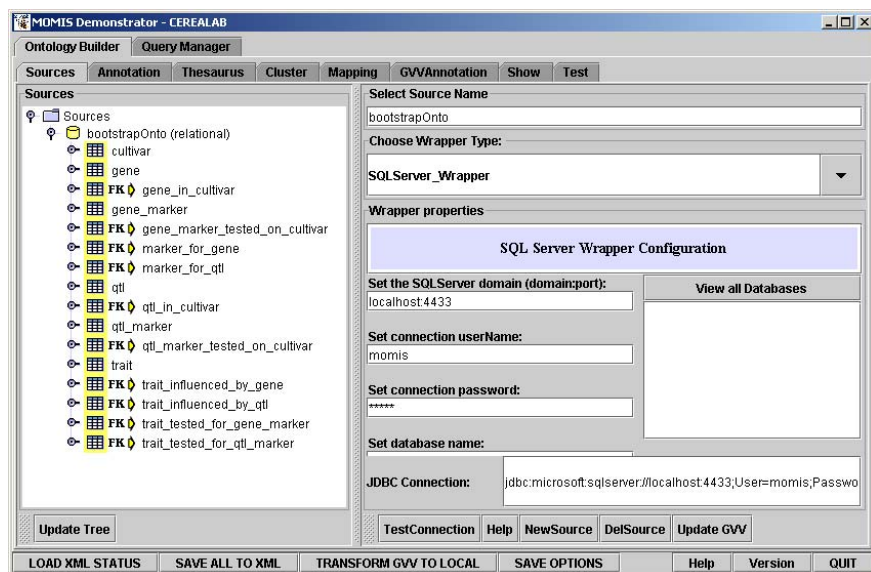 MOMIS Demonstrator - CEREALAB
Ontology Builder Query Manager
Sources Annotation Thesaurus Cluster Mapping GVVAnnotation Show Test
Sources
Sources
bootstrapOnto (relational)
cultivar
gene
FK gene_in_cultivar
gene_marker
FK gene_marker_tested_on_cultivar
FK marker_for_gene
FK marker_for_qtl
qtl
FK qtl_in_cultivar
qtl_marker
FK qtl_marker_tested_on_cultivar
trait
FK trait_influenced_by_gene
FK trait_influenced_by_qtl
FK trait_tested_for_gene_marker
FK trait_tested_for_qtl_marker
Update Tree
Select Source Name
bootstrapOnto
Choose Wrapper Type:
SQLServer_Wrapper
Wrapper properties
SQL Server Wrapper Configuration
Set the SQLServer domain (domain:port):
localhost:4433
Set connection userName:
momis
Set connection password:
*****
Set database name:
View all Databases
JDBC Connection: jdbc:microsoft:sqlserver://localhost:4433;User=momis;Passwo
TestConnection Help NewSource DelSource Update GVV
LOAD XML STATUS SAVE ALL TO XML TRANSFORM GVV TO LOCAL SAVE OPTIONS Help Version QUIT